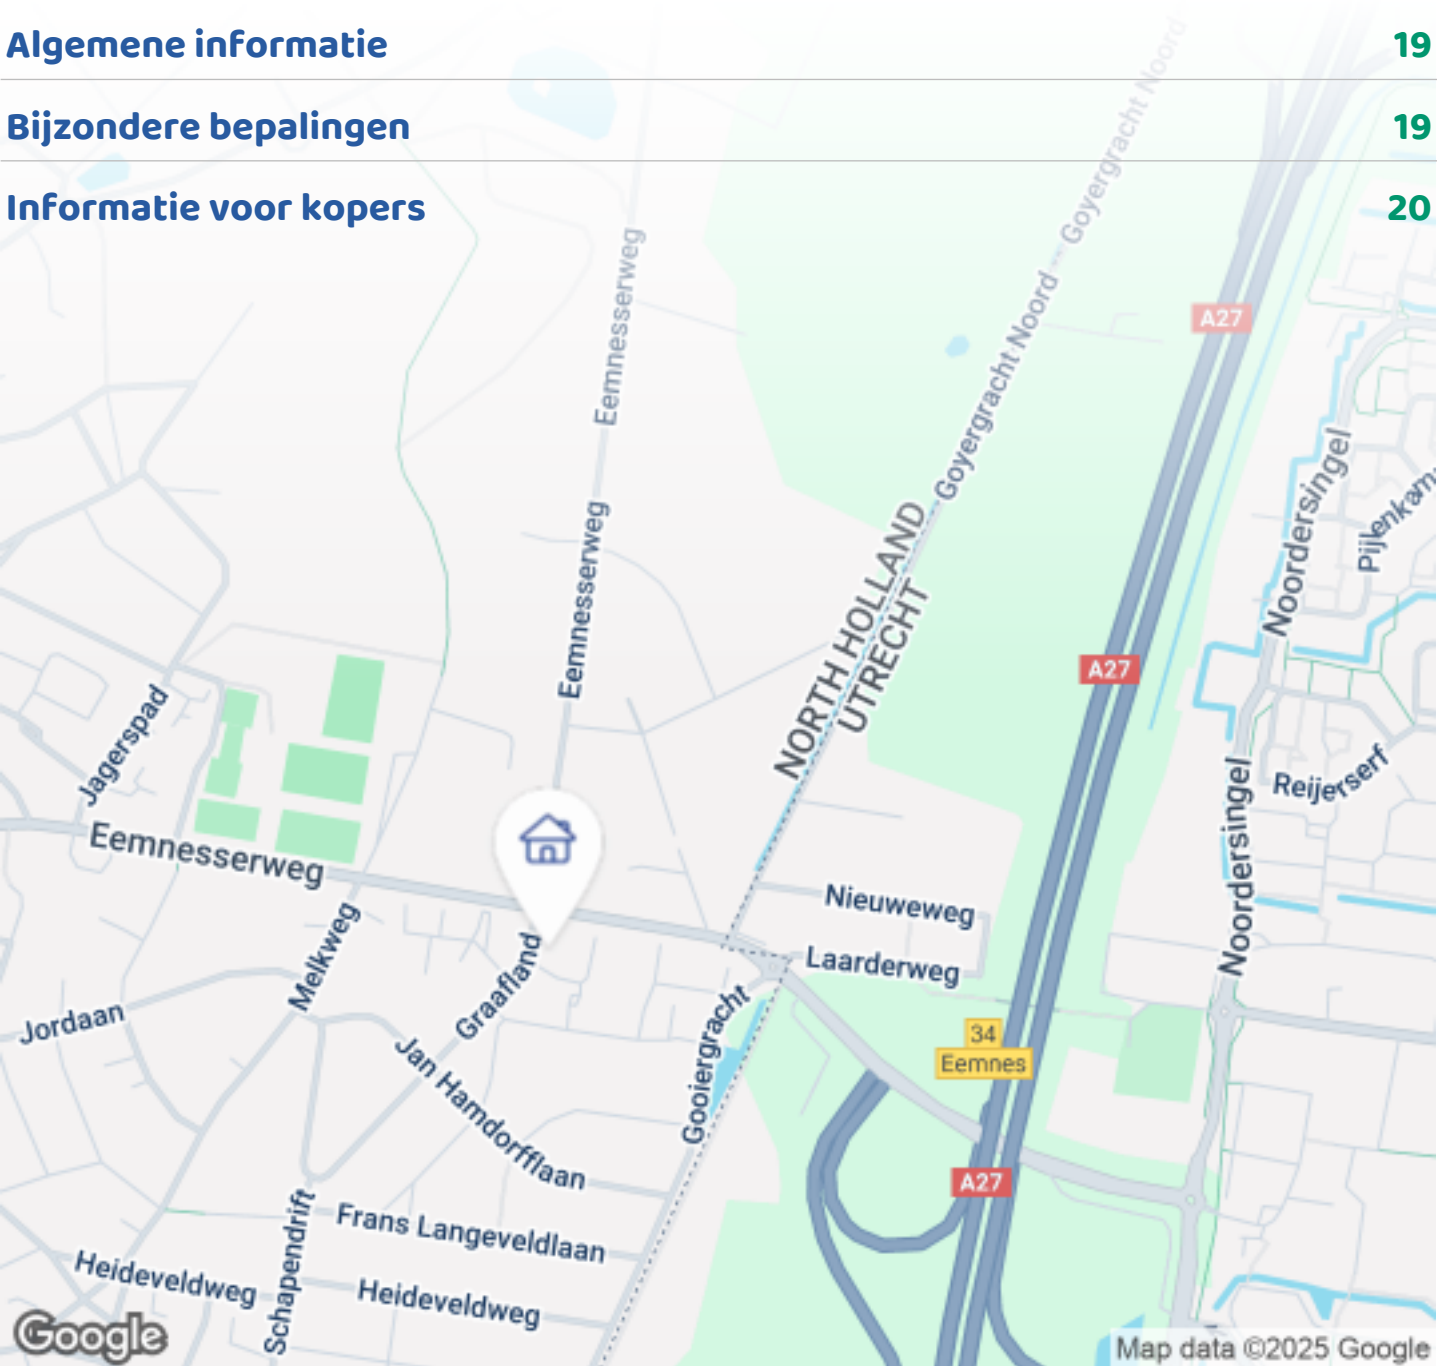 Algemene informatie 19
Bijzondere bepalingen 19
Informatie voor kopers 20
Goyergracht Noord -- Goyergracht Noord
Eemnesserweg
A27
Noordersingel
Eemnesserweg
NORTH HOLLAND
UTRECHT
Noordersingel
A27
Jagerspad
Reijerserf
Eemnesserweg
Nieuweweg
Laarderweg
Melkweg
Graafland
Jordaan
Gooiergracht
34
Eemnes
Jan Hamdorfflaan
A27
Frans Langeveldlaan
Schapendrift
Heideveldweg
Heideveldweg
Google
Map data ©2025 Google